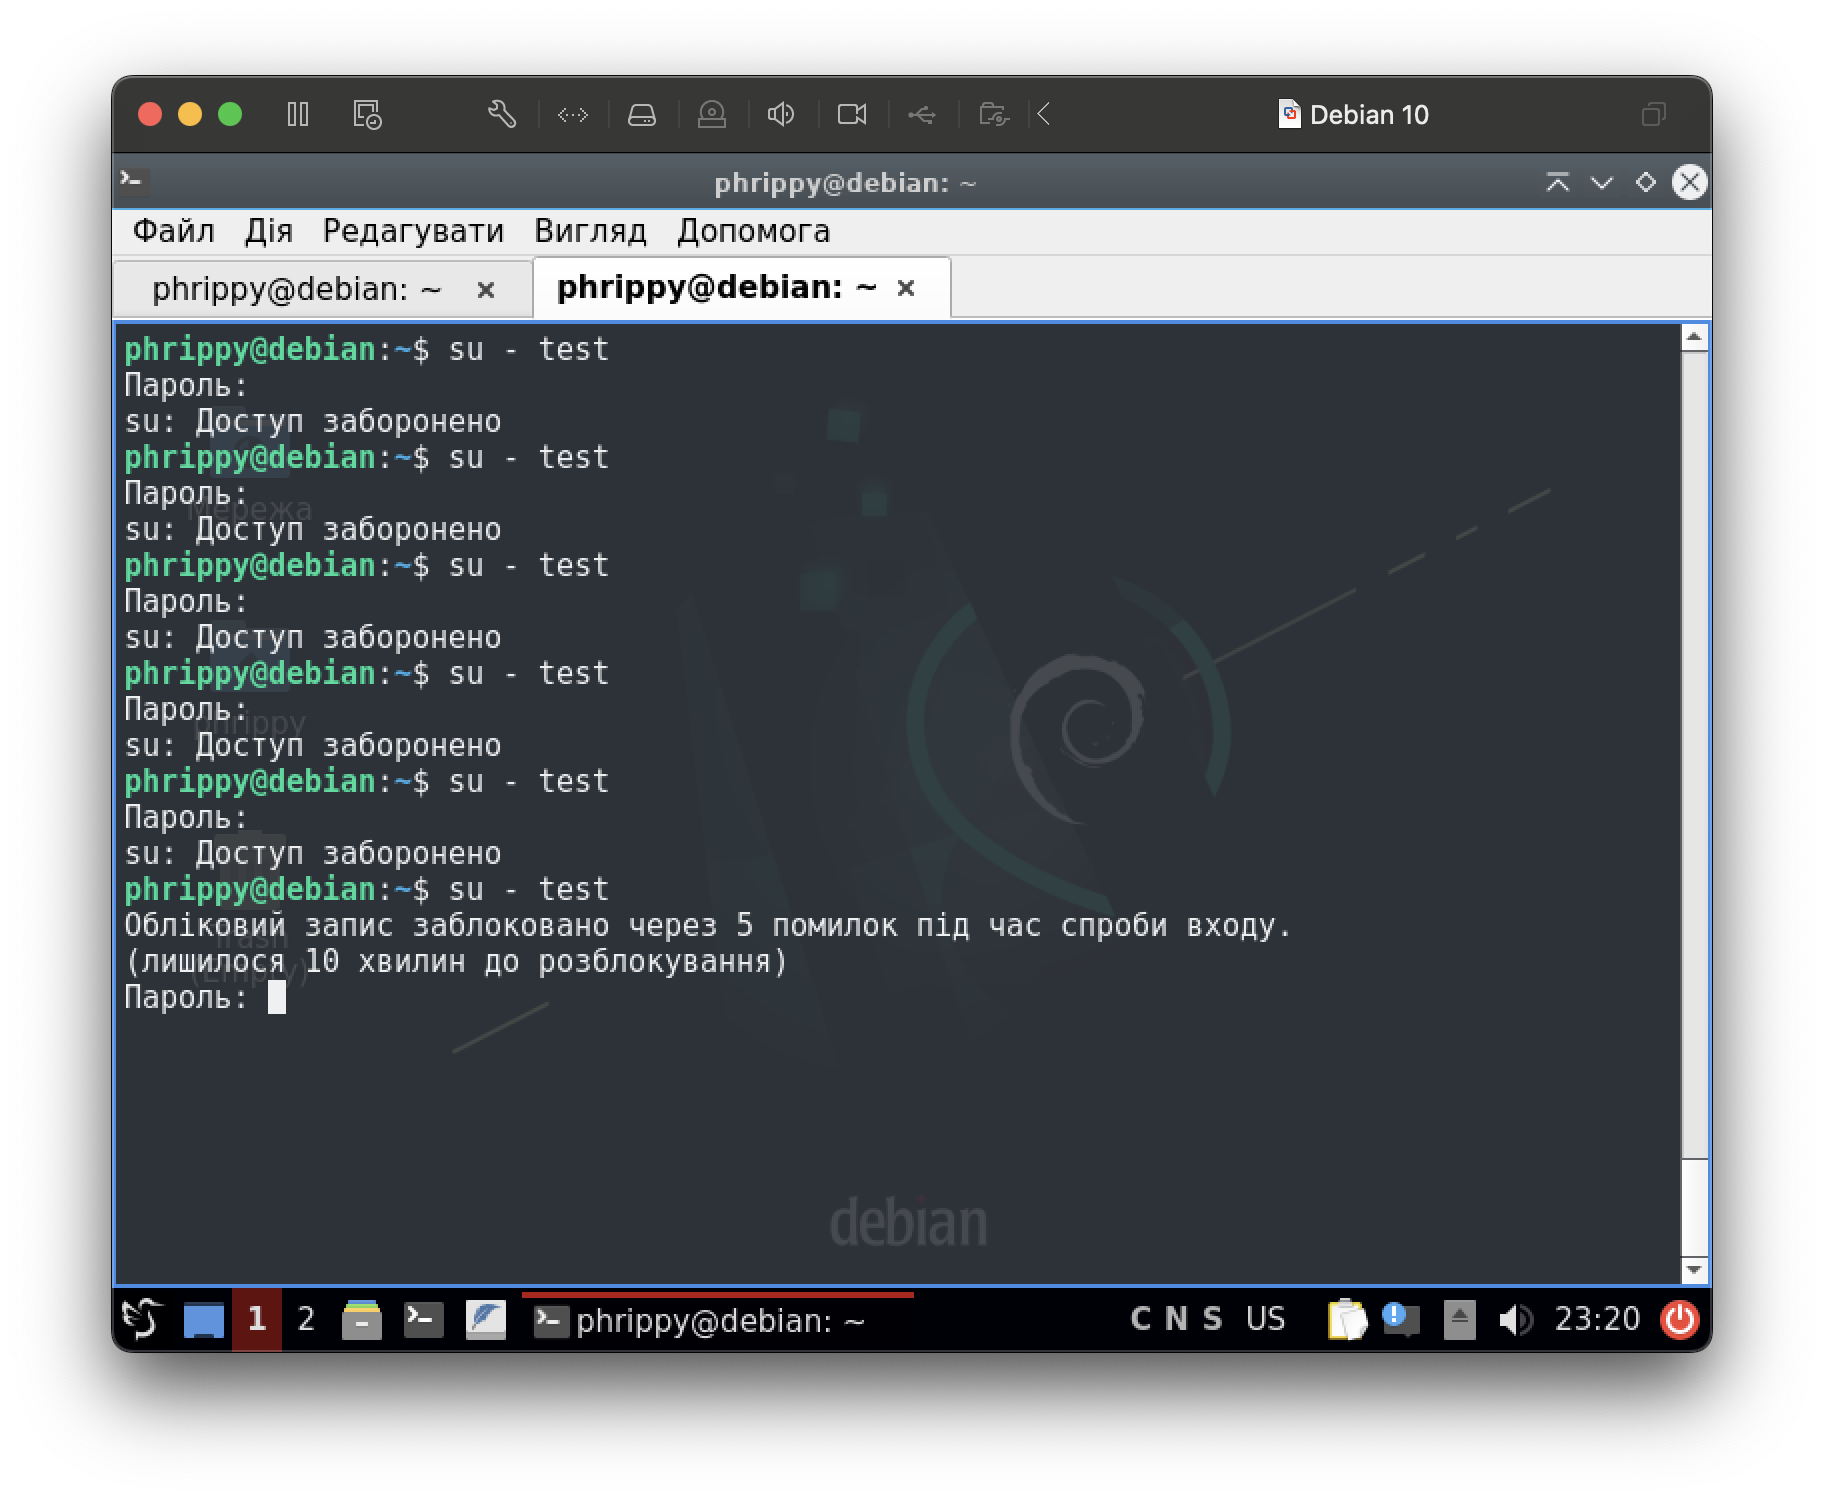 Debian 10
phrippy@debian: ~
Файл Дія Редагувати Вигляд Допомога
phrippy@debian: ~ phrippy@debian: ~
phrippy@debian:~$ su - test
Пароль:
su: Доступ заборонено
phrippy@debian:~$ su - test
Пароль:
Мережа
su: Доступ заборонено
phrippy@debian:~$ su - test
Пароль:
su: Доступ заборонено
phrippy@debian:~$ su - test
Пароль:
phrippy
su: Доступ заборонено
phrippy@debian:~$ su - test
Пароль:
su: Доступ заборонено
phrippy@debian:~$ su - test
Обліковий запис заблоковано через 5 помилок під час спроби входу.
Trash
(лишилося 10 хвилин до розблокування)
(Empty)
Пароль:
debian
1 2 phrippy@debian: ~ C N S US 23:20